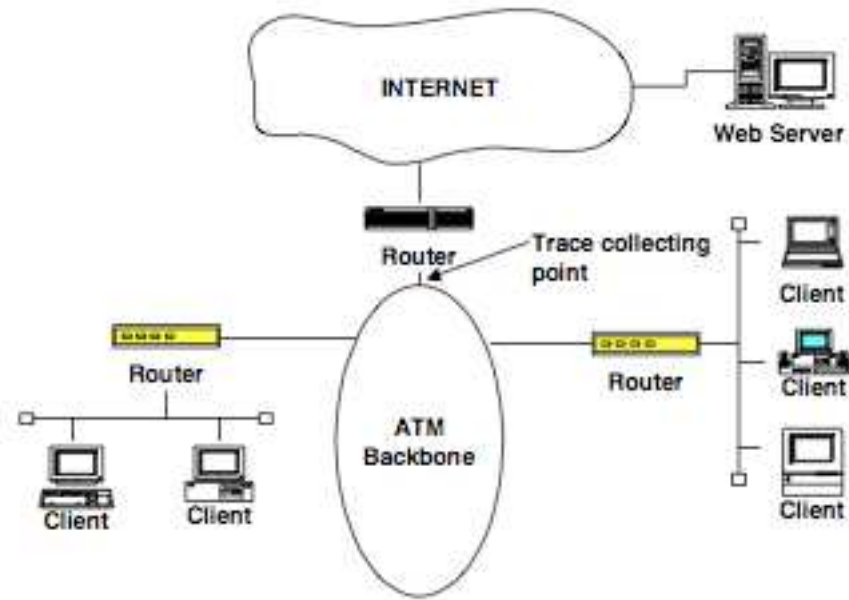 INTERNET
Web Server
Router
Trace collecting
point
Client
Router
Router
Client
ATM
Backbone
Client
Client
Client